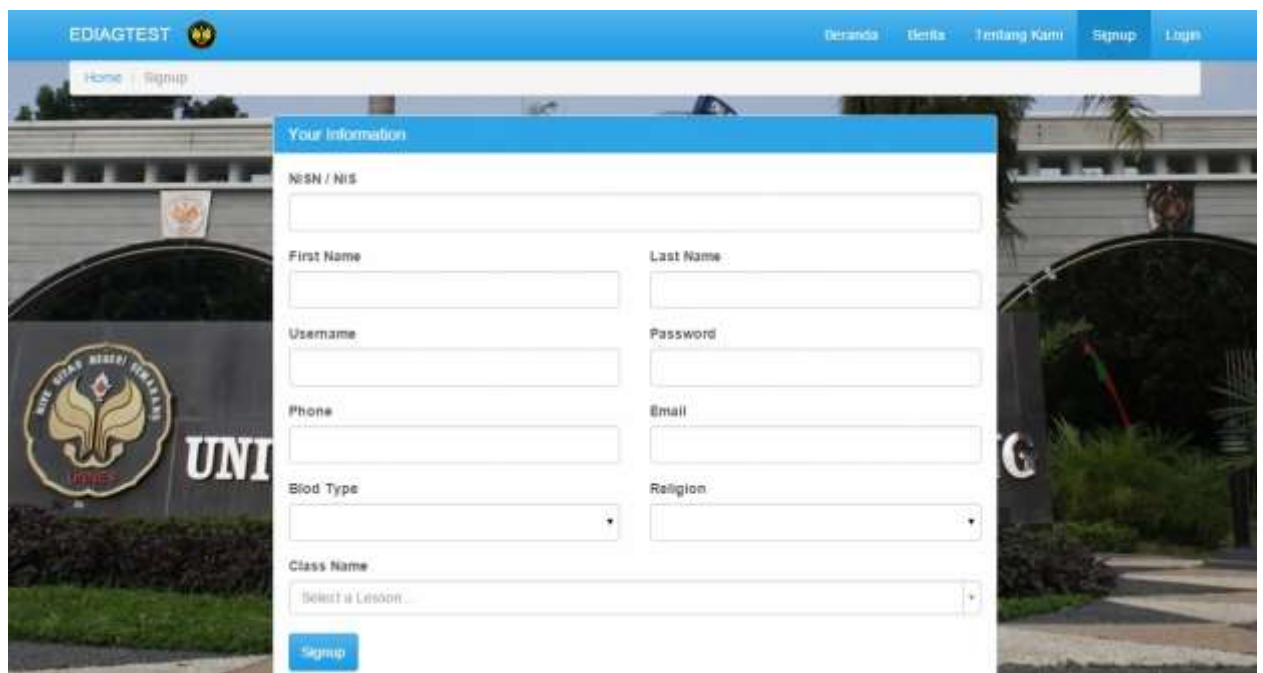 EDIAGTEST Beranda Berita Tentang Kami Signup Login
Home / Signup
Your Information
NISN / NIS
First Name Last Name
Username Password
Phone Email
Blod Type Religion
Class Name
Select a Lesson ...
Signup
UNI
G
UNNES